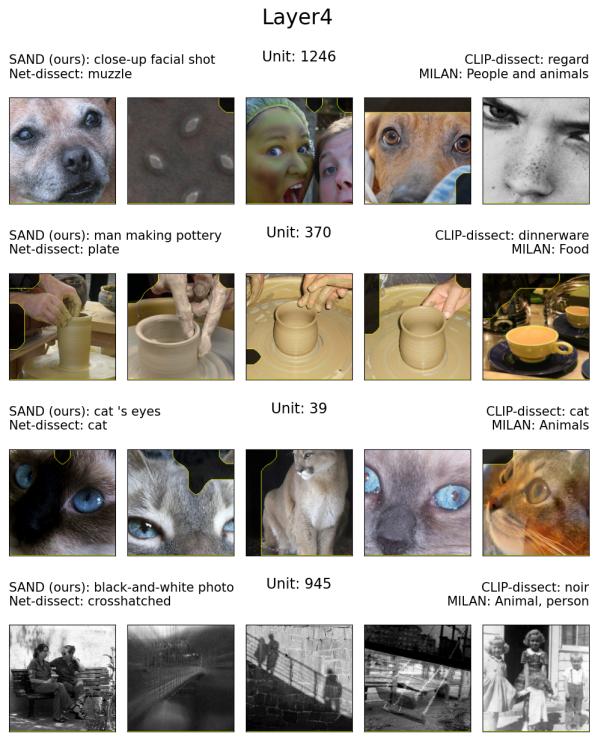 Layer4
SAND (ours): close-up facial shot
Net-dissect: muzzle
Unit: 1246
CLIP-dissect: regard
MILAN: People and animals
SAND (ours): man making pottery
Net-dissect: plate
Unit: 370
CLIP-dissect: dinnerware
MILAN: Food
SAND (ours): cat 's eyes
Net-dissect: cat
Unit: 39
CLIP-dissect: cat
MILAN: Animals
SAND (ours): black-and-white photo
Net-dissect: crosshatched
Unit: 945
CLIP-dissect: noir
MILAN: Animal, person